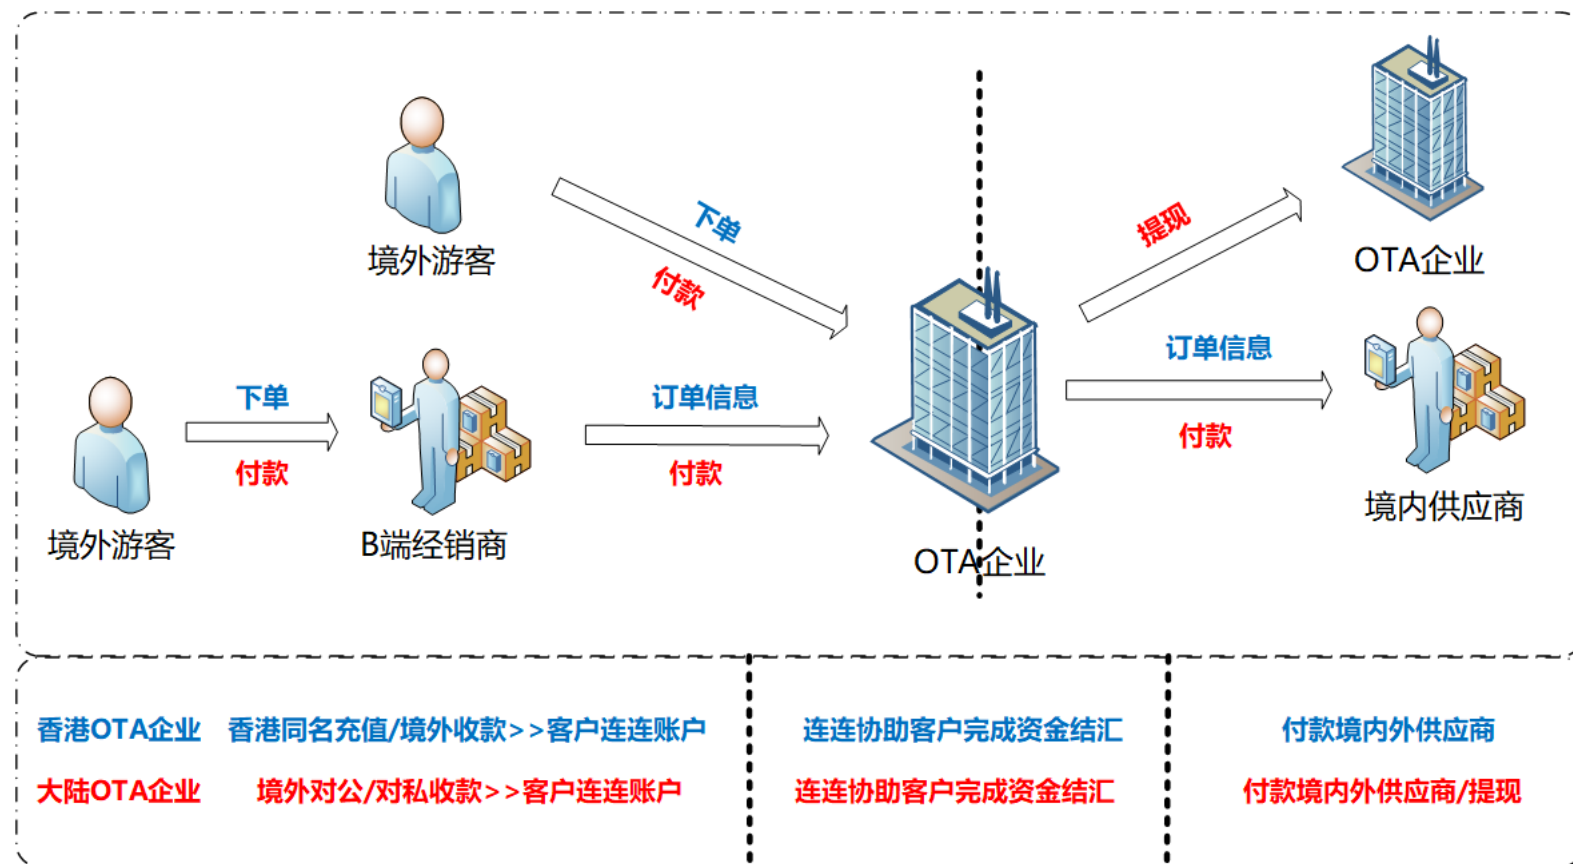 境外游客
下单
付款
提现
OTA企业
境外游客
下单
付款
B端经销商
订单信息
付款
OTA企业
订单信息
付款
境内供应商
香港OTA企业 香港同名充值/境外收款>>客户连连账户 连连协助客户完成资金结汇 付款境内外供应商
大陆OTA企业 境外对公/对私收款>>客户连连账户 连连协助客户完成资金结汇 付款境内外供应商/提现